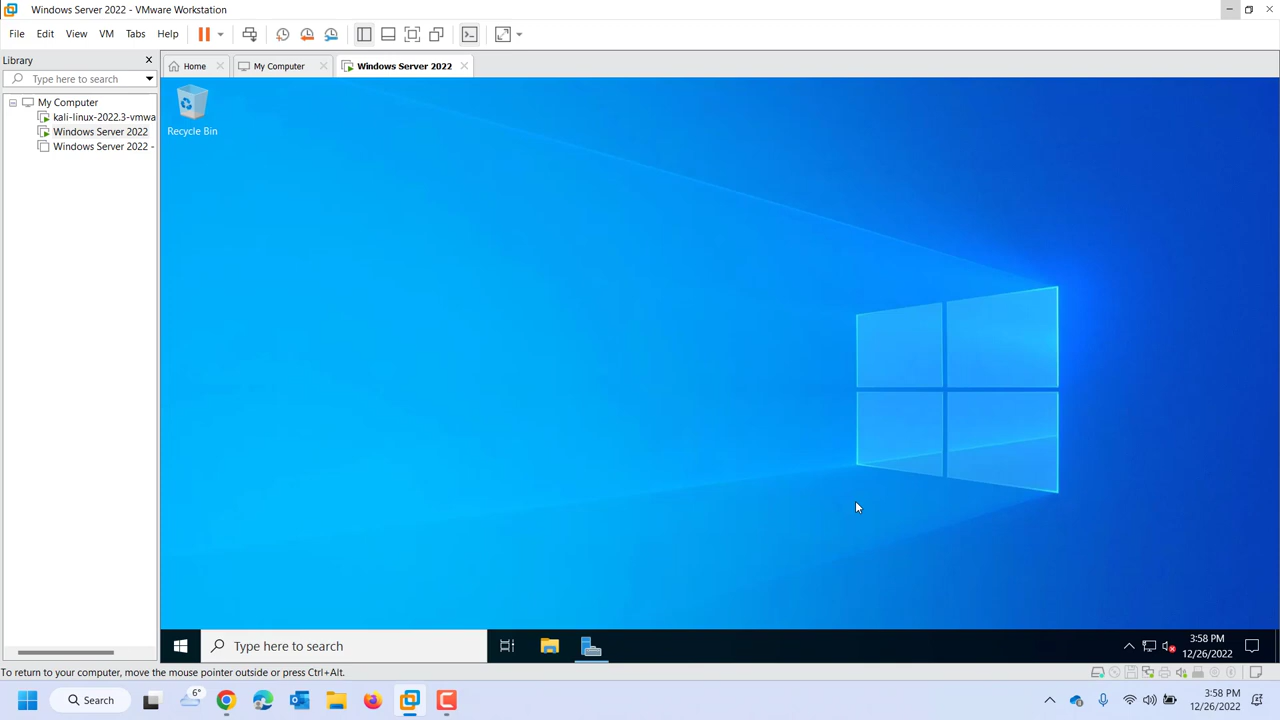 Windows Server 2022 - VMware Workstation
File Edit View VM Tabs Help
Library
Type here to search
Home
My Computer
Windows Server 2022
My Computer
kali-linux-2022.3-vmwa
Windows Server 2022
Windows Server 2022 -
Recycle Bin
Type here to search
3:58 PM
12/26/2022
To return to your computer, move the mouse pointer outside or press Ctrl+Alt.
6°
Search
3:58 PM
12/26/2022